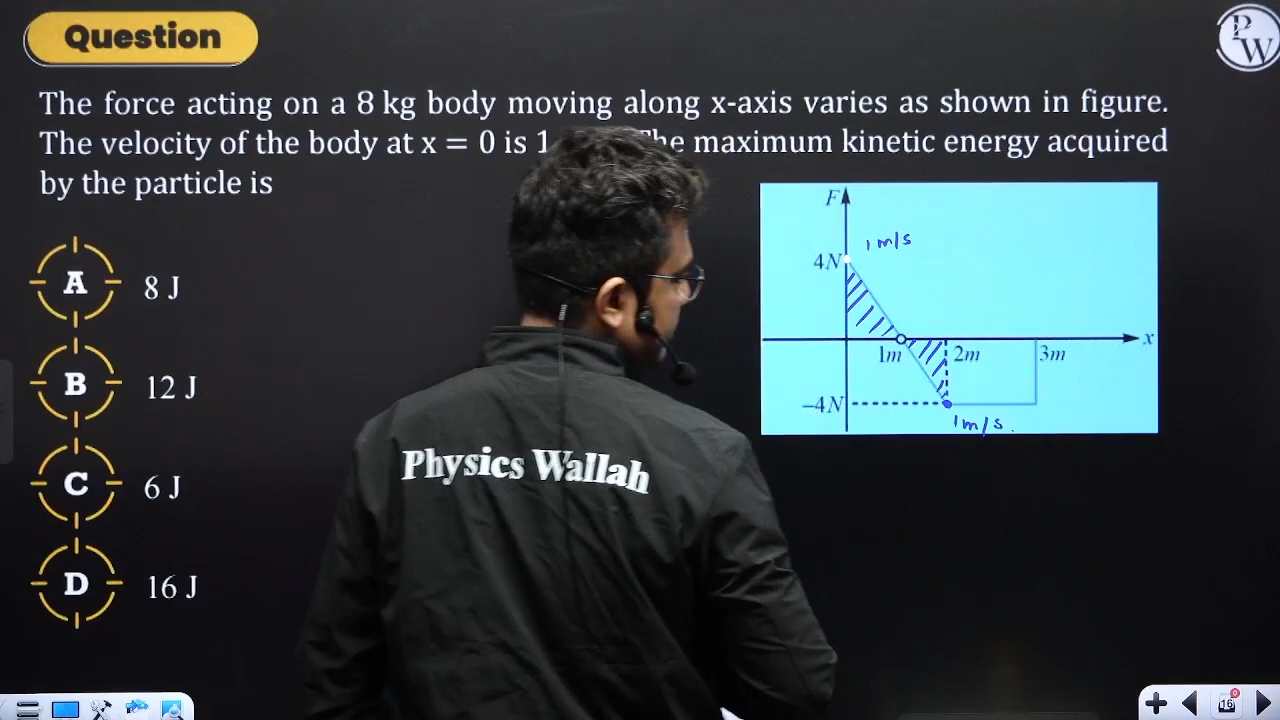 Question
PW
The force acting on a 8 kg body moving along x-axis varies as shown in figure.
The velocity of the body at x = 0 is 1 maximum kinetic energy acquired
by the particle is
A 8 J
B 12 J
C 6 J
D 16 J
F
1 m/s
4N
x
1m
2m
3m
−4N
1m/s.
Physics Wallah
16